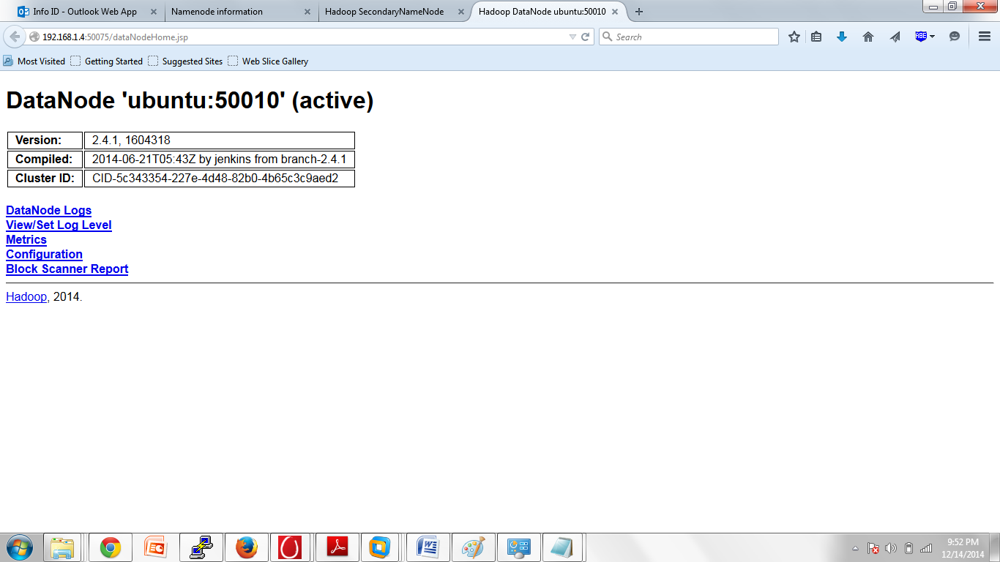 Info ID - Outlook Web App
Namenode information
Hadoop SecondaryNameNode
Hadoop DataNode ubuntu:50010
192.168.1.4:50075/dataNodeHome.jsp
Search
ABE
Most Visited
Getting Started
Suggested Sites
Web Slice Gallery
DataNode 'ubuntu:50010' (active)
Version: 2.4.1, 1604318
Compiled: 2014-06-21T05:43Z by jenkins from branch-2.4.1
Cluster ID: CID-5c343354-227e-4d48-82b0-4b65c3c9aed2
DataNode Logs
View/Set Log Level
Metrics
Configuration
Block Scanner Report
Hadoop, 2014.
9:52 PM
12/14/2014